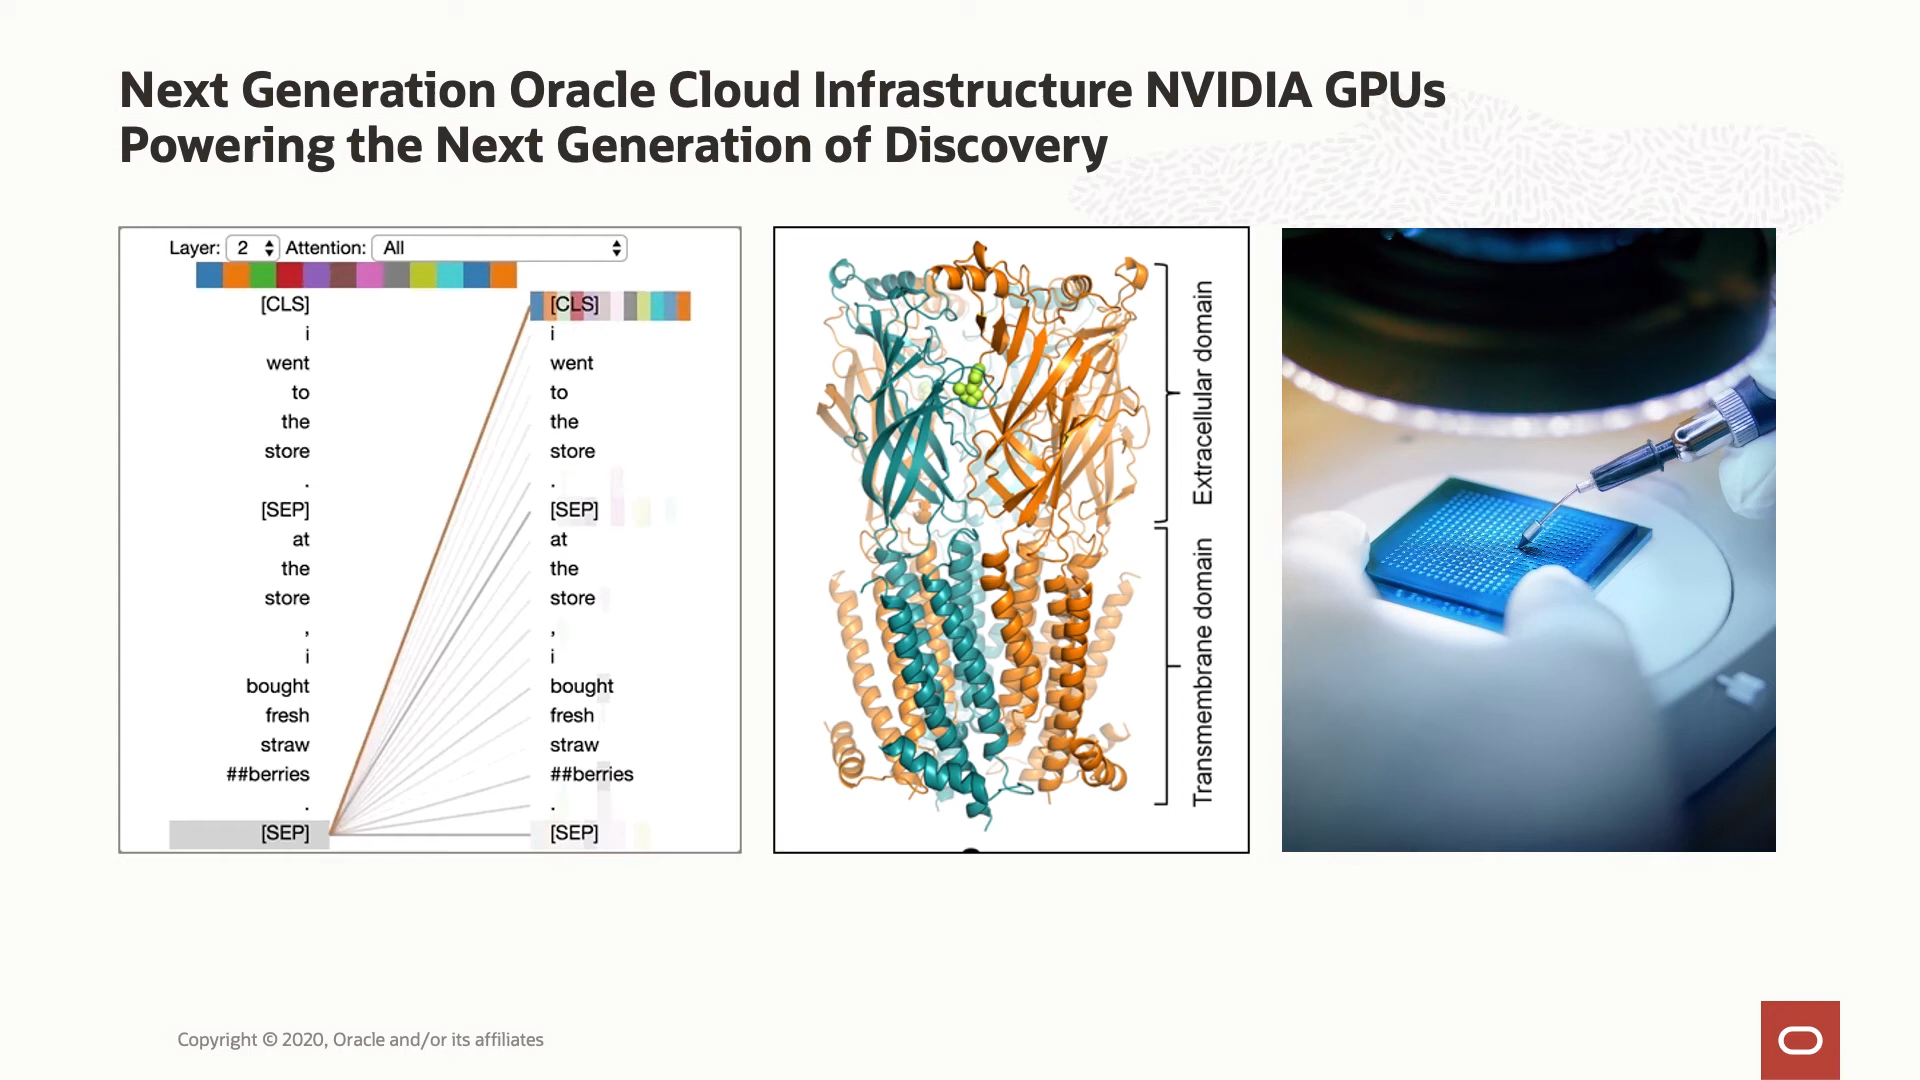 Next Generation Oracle Cloud Infrastructure NVIDIA GPUs
Powering the Next Generation of Discovery
Layer: 2 Attention: All
[CLS] [CLS]
i i
went went
to to
the the
store store
. .
[SEP] [SEP]
at at
the the
store store
, ,
i i
bought bought
fresh fresh
straw straw
##berries ##berries
. .
[SEP] [SEP]
Extracellular domain
Transmembrane domain
Copyright © 2020, Oracle and/or its affiliates